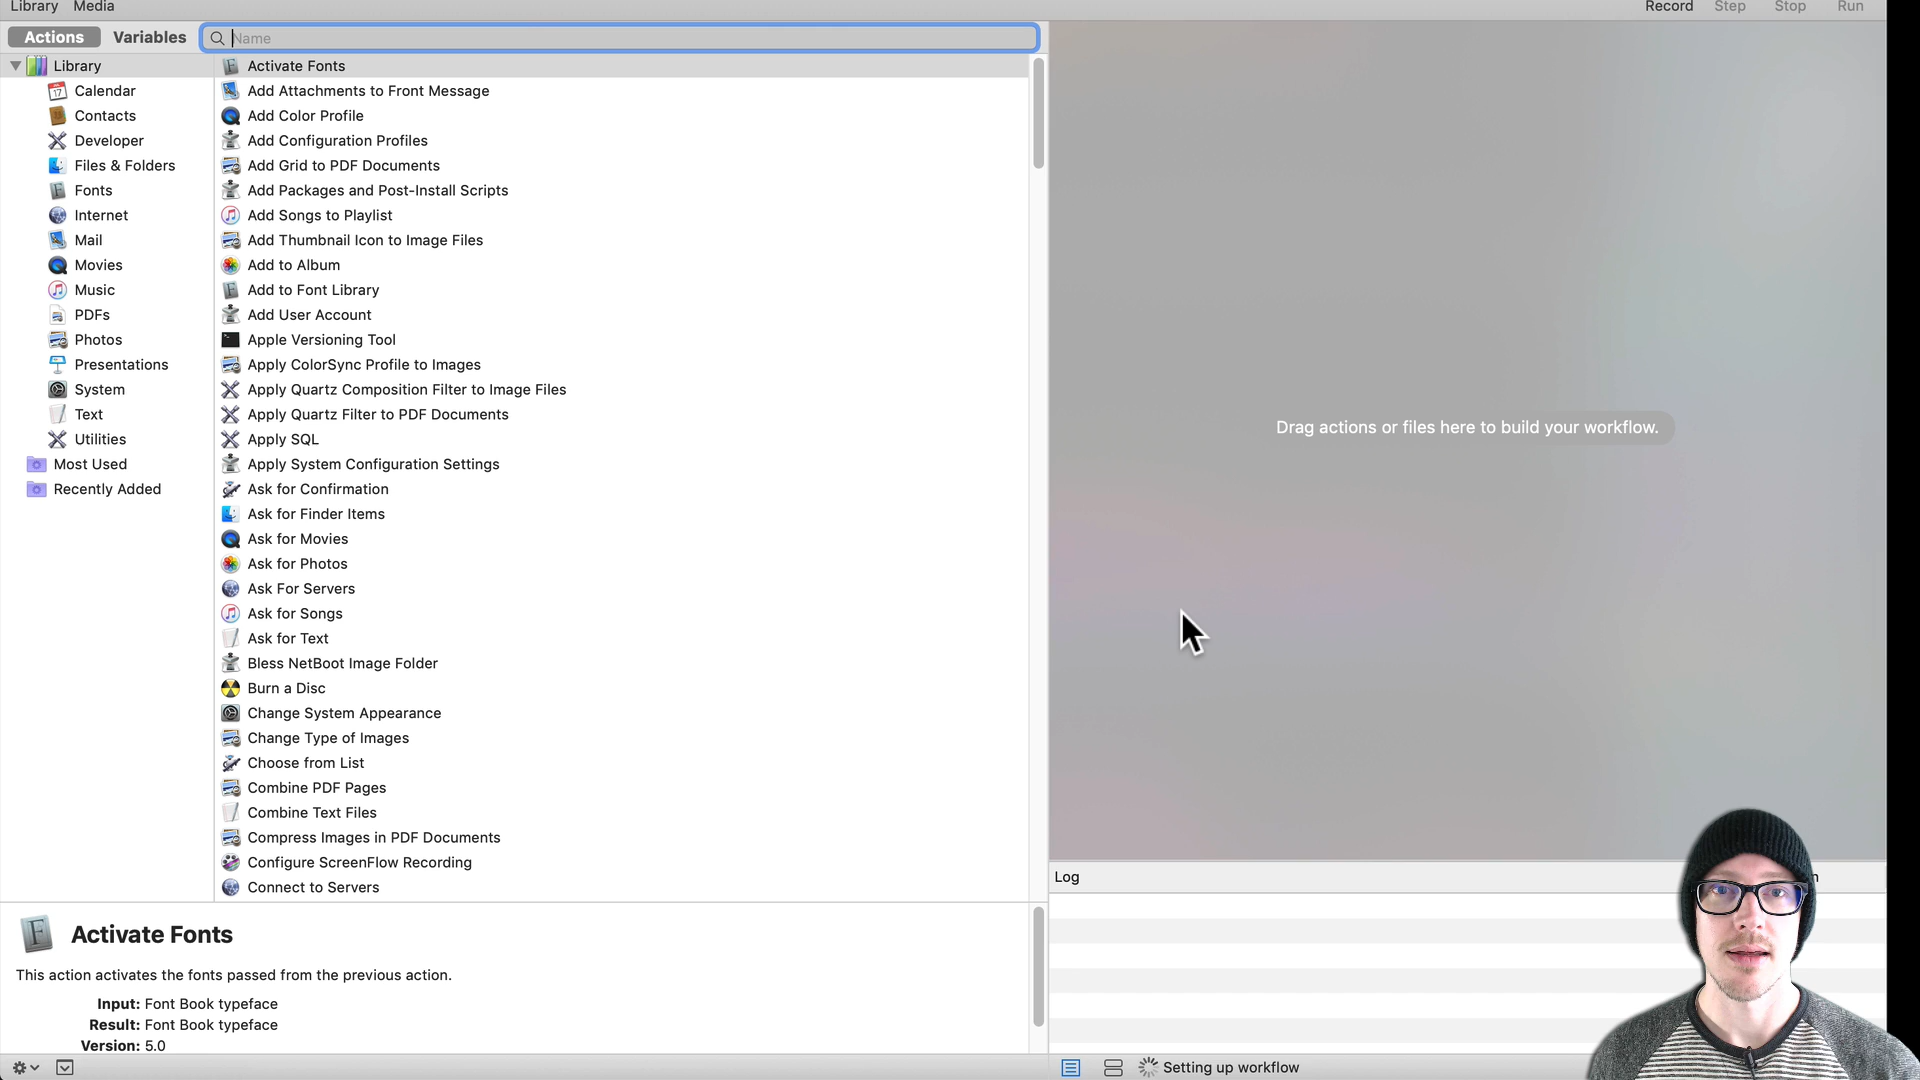 Library Media Record Step Stop Run
Actions Variables Name
Library
Calendar
Contacts
Developer
Files & Folders
Fonts
Internet
Mail
Movies
Music
PDFs
Photos
Presentations
System
Text
Utilities
Most Used
Recently Added
Activate Fonts
Add Attachments to Front Message
Add Color Profile
Add Configuration Profiles
Add Grid to PDF Documents
Add Packages and Post-Install Scripts
Add Songs to Playlist
Add Thumbnail Icon to Image Files
Add to Album
Add to Font Library
Add User Account
Apple Versioning Tool
Apply ColorSync Profile to Images
Apply Quartz Composition Filter to Image Files
Apply Quartz Filter to PDF Documents
Apply SQL
Apply System Configuration Settings
Ask for Confirmation
Ask for Finder Items
Ask for Movies
Ask for Photos
Ask For Servers
Ask for Songs
Ask for Text
Bless NetBoot Image Folder
Burn a Disc
Change System Appearance
Change Type of Images
Choose from List
Combine PDF Pages
Combine Text Files
Compress Images in PDF Documents
Configure ScreenFlow Recording
Connect to Servers
Activate Fonts
This action activates the fonts passed from the previous action.
Input: Font Book typeface
Result: Font Book typeface
Version: 5.0
Drag actions or files here to build your workflow.
Log
Setting up workflow